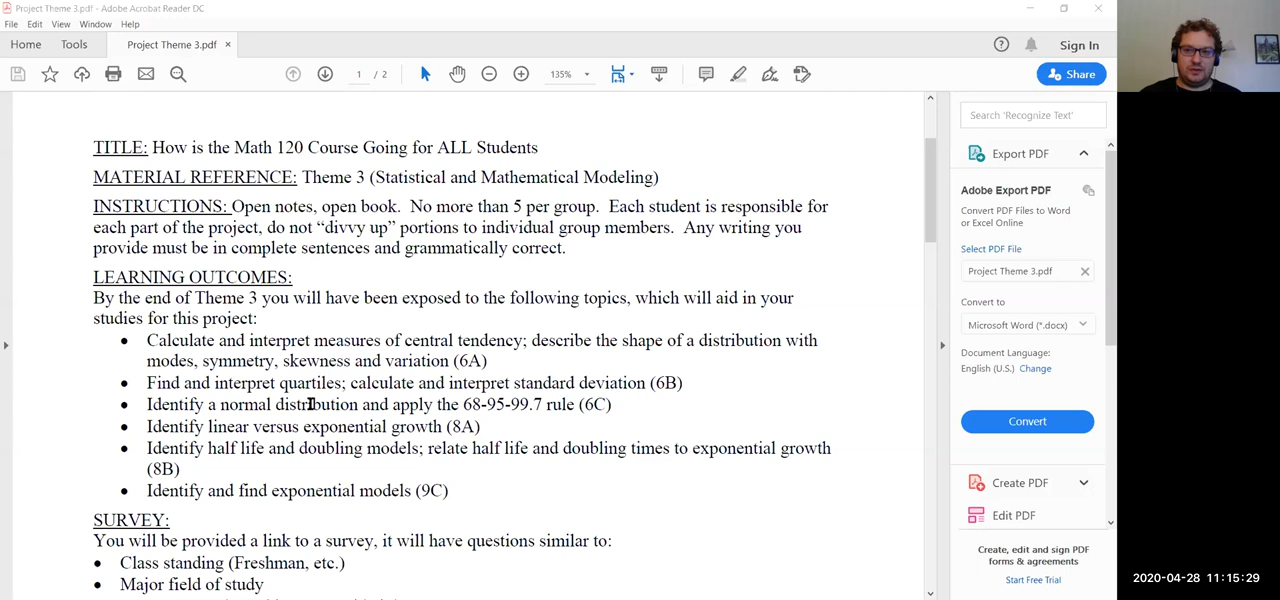 Project Theme 3.pdf - Adobe Acrobat Reader DC
File Edit View Window Help
Home Tools Project Theme 3.pdf × Sign In
1 / 2 135% Share
TITLE: How is the Math 120 Course Going for ALL Students
MATERIAL REFERENCE: Theme 3 (Statistical and Mathematical Modeling)
INSTRUCTIONS: Open notes, open book. No more than 5 per group. Each student is responsible for
each part of the project, do not “divvy up” portions to individual group members. Any writing you
provide must be in complete sentences and grammatically correct.
LEARNING OUTCOMES:
By the end of Theme 3 you will have been exposed to the following topics, which will aid in your
studies for this project:
• Calculate and interpret measures of central tendency; describe the shape of a distribution with
modes, symmetry, skewness and variation (6A)
• Find and interpret quartiles; calculate and interpret standard deviation (6B)
• Identify a normal distribution and apply the 68-95-99.7 rule (6C)
• Identify linear versus exponential growth (8A)
• Identify half life and doubling models; relate half life and doubling times to exponential growth
(8B)
• Identify and find exponential models (9C)
SURVEY:
You will be provided a link to a survey, it will have questions similar to:
• Class standing (Freshman, etc.)
• Major field of study
Search 'Recognize Text'
Export PDF
Adobe Export PDF
Convert PDF Files to Word
or Excel Online
Select PDF File
Project Theme 3.pdf
Convert to
Microsoft Word (*.docx)
Document Language:
English (U.S.) Change
Convert
Create PDF
Edit PDF
Create, edit and sign PDF
forms & agreements
Start Free Trial
2020-04-28 11:15:29